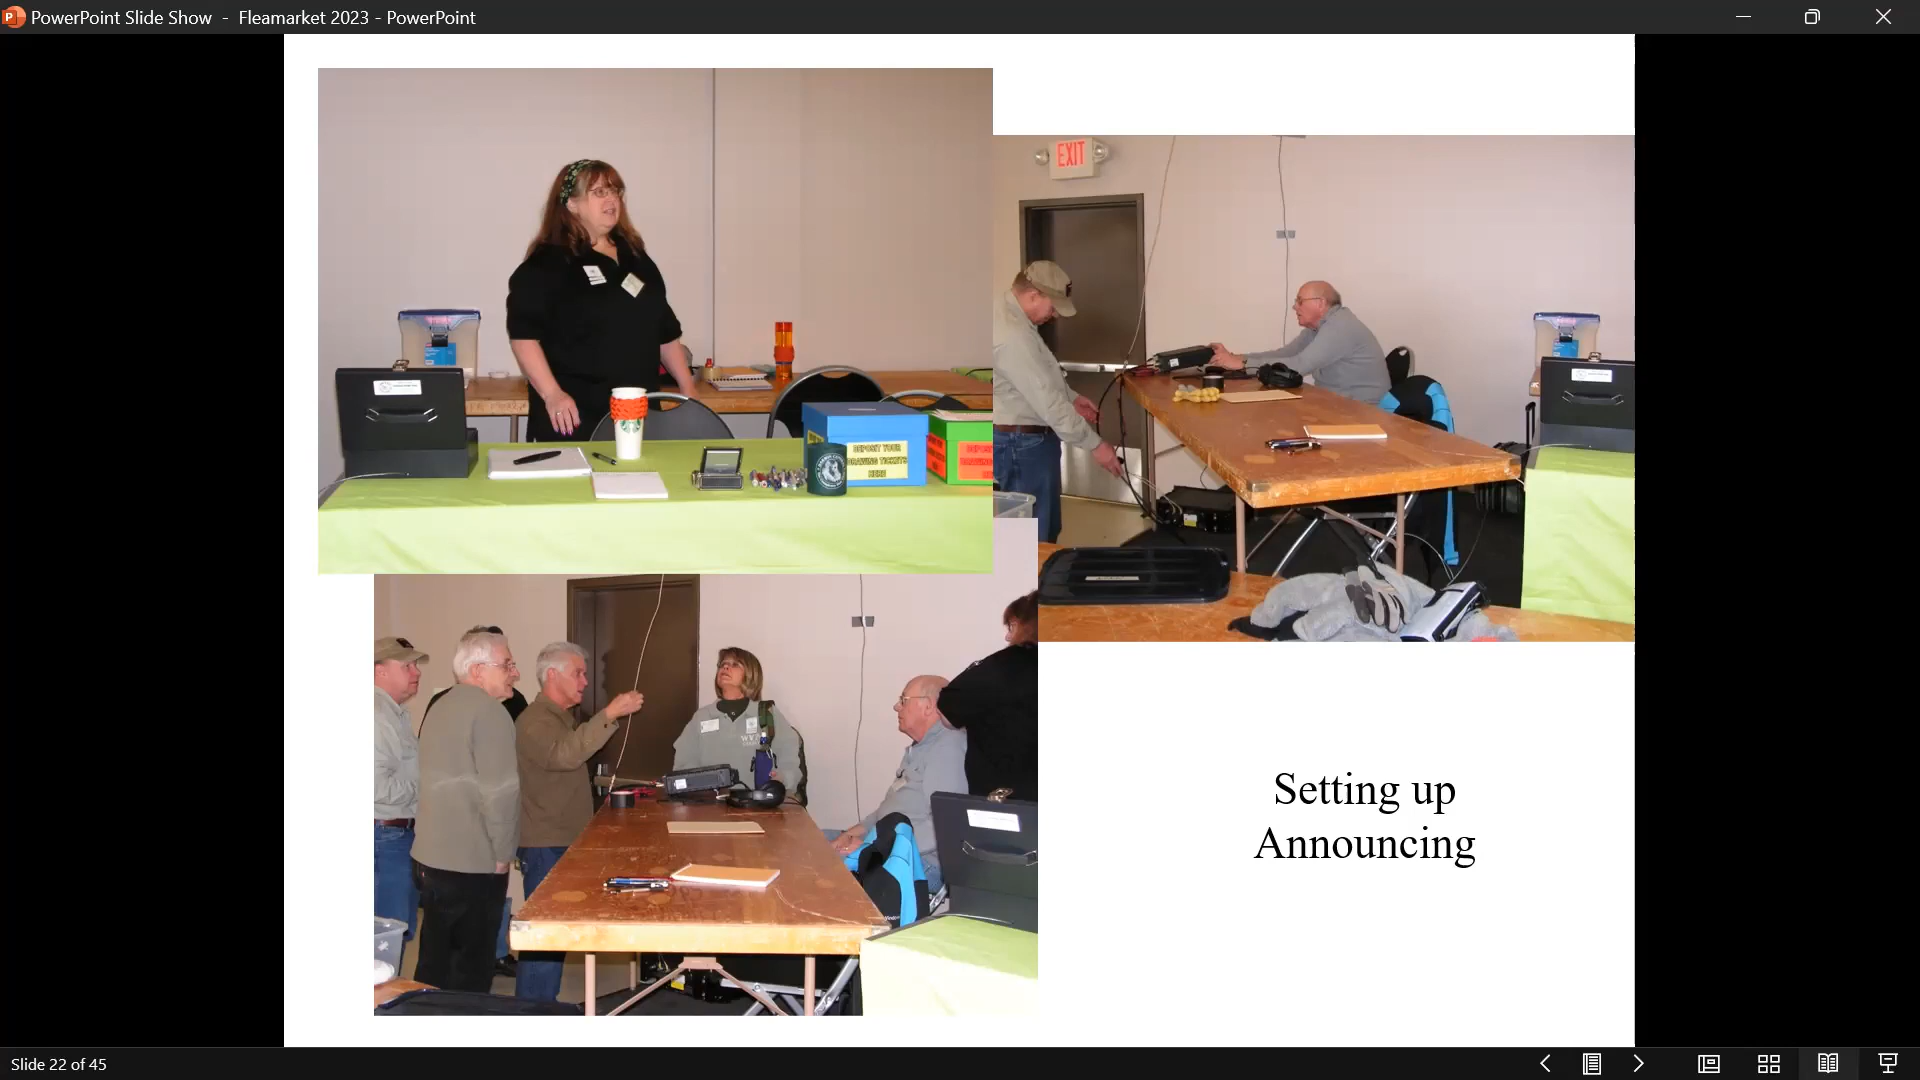 PowerPoint Slide Show - Fleamarket 2023 - PowerPoint
EXIT
DEPOSIT YOUR
DRAWING TICKETS
HERE
Setting up
Announcing
Slide 22 of 45